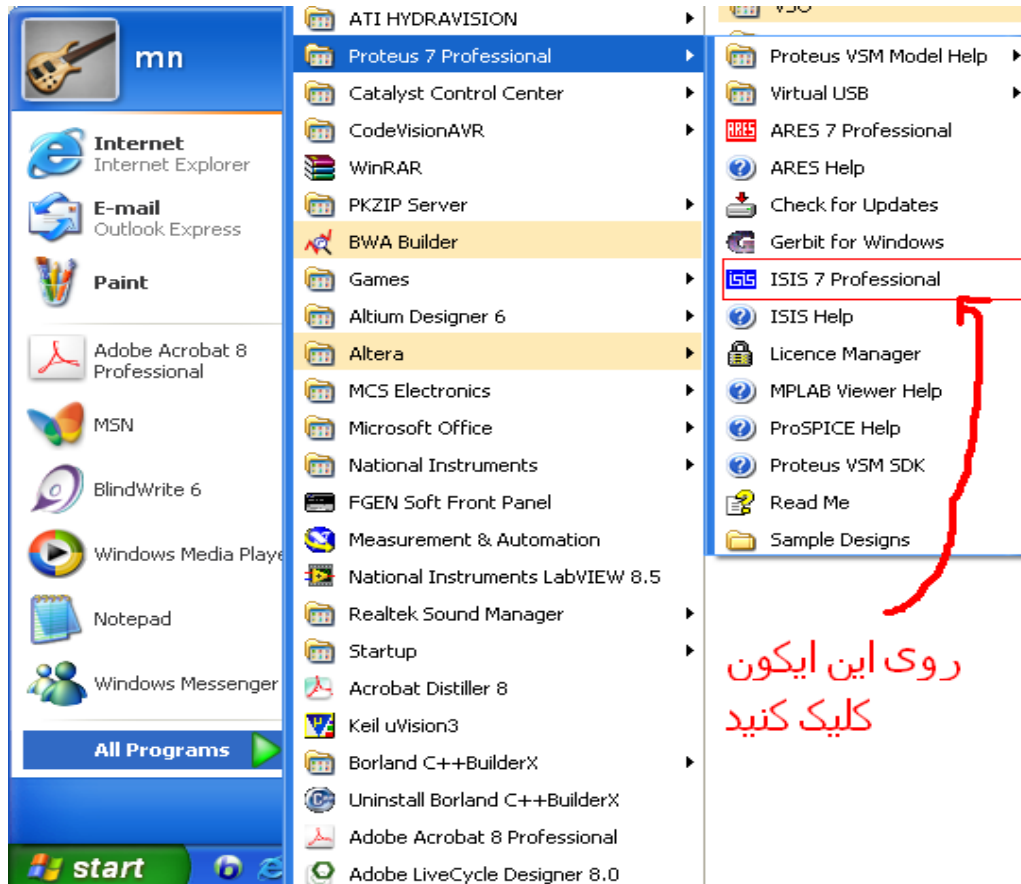 mn
Internet
Internet Explorer
E-mail
Outlook Express
Paint
Adobe Acrobat 8
Professional
MSN
BlindWrite 6
Windows Media Playe
Notepad
Windows Messenger
All Programs
start
ATI HYDRAVISION
Proteus 7 Professional
Catalyst Control Center
CodeVisionAVR
WinRAR
PKZIP Server
BWA Builder
Games
Altium Designer 6
Altera
MCS Electronics
Microsoft Office
National Instruments
FGEN Soft Front Panel
Measurement & Automation
National Instruments LabVIEW 8.5
Realtek Sound Manager
Startup
Acrobat Distiller 8
Keil uVision3
Borland C++BuilderX
Uninstall Borland C++BuilderX
Adobe Acrobat 8 Professional
Adobe LiveCycle Designer 8.0
Proteus VSM Model Help
Virtual USB
ARES
ARES 7 Professional
ARES Help
Check for Updates
Gerbit for Windows
isis
ISIS 7 Professional
ISIS Help
Licence Manager
MPLAB Viewer Help
ProSPICE Help
Proteus VSM SDK
Read Me
Sample Designs
روی این ایکون
کلیک کنید